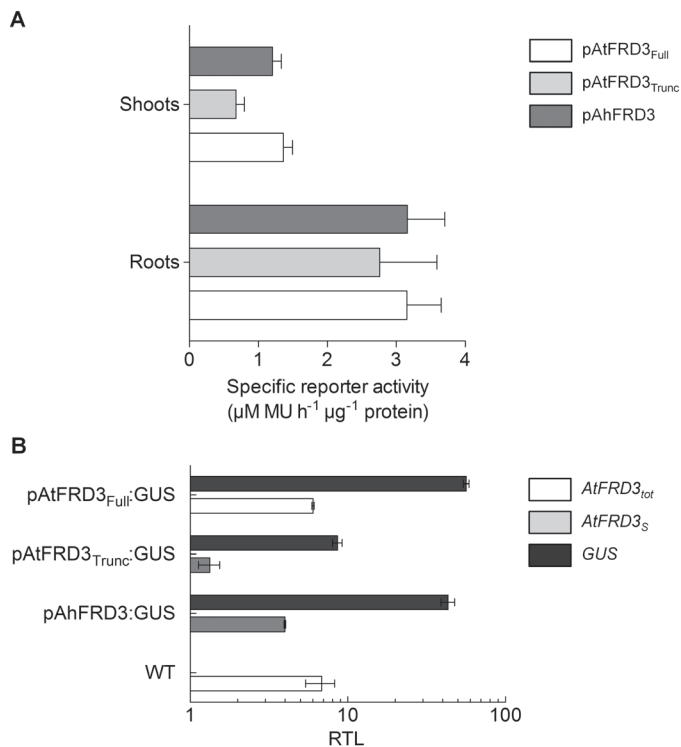 A
pAtFRD3Full
pAtFRD3Trunc
pAhFRD3
Shoots
Roots
0 1 2 3 4
Specific reporter activity
(µM MU h-1 µg-1 protein)
B
pAtFRD3Full:GUS
pAtFRD3Trunc:GUS
pAhFRD3:GUS
WT
AtFRD3tot
AtFRD3S
GUS
1 10 100
RTL